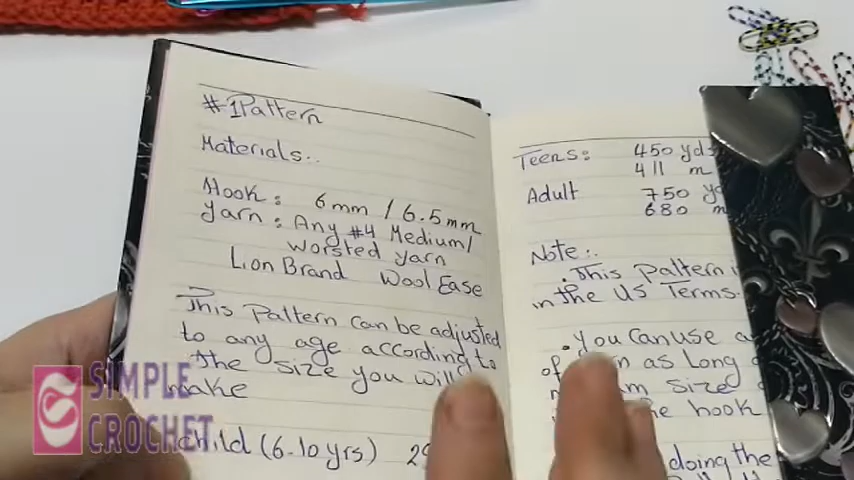 #1 Pattern
Materials..
Hook: 6mm / 6.5mm
yarn: Any #4 Medium/
Worsted yarn
Lion Brand Wool Ease
This Pattern Can be adjusted
to any age according to
the size you will
make
child (6-10 yrs)
Teens: 450 yds
411 m
Adult 750
680 m
Note:.
• This pattern
in the US Terms
• you Can use
as Long
size
the hook
doing the
SIMPLE
CROCHET